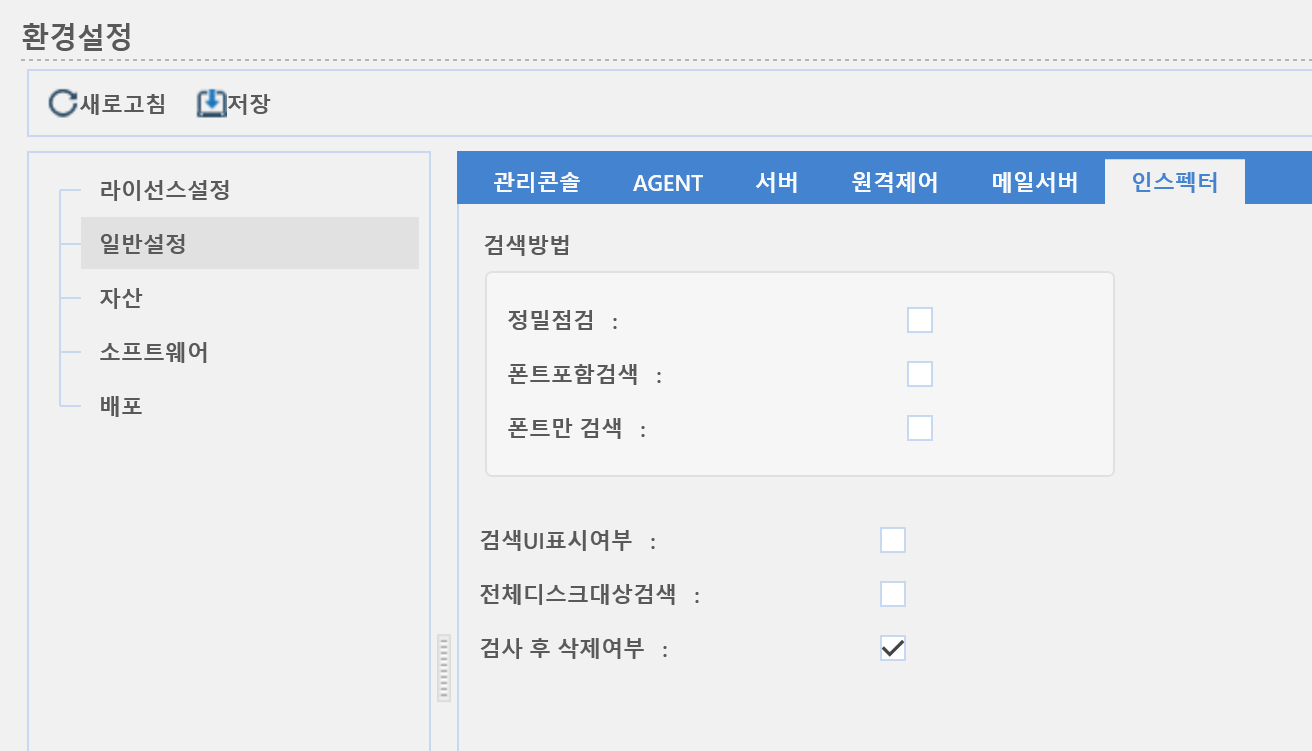 환경설정
새로고침 저장
라이선스설정
일반설정
자산
소프트웨어
배포
관리콘솔 AGENT 서버 원격제어 메일서버 인스펙터
검색방법
정밀점검 :
폰트포함검색 :
폰트만 검색 :
검색UI표시여부 :
전체디스크대상검색 :
검사 후 삭제여부 :